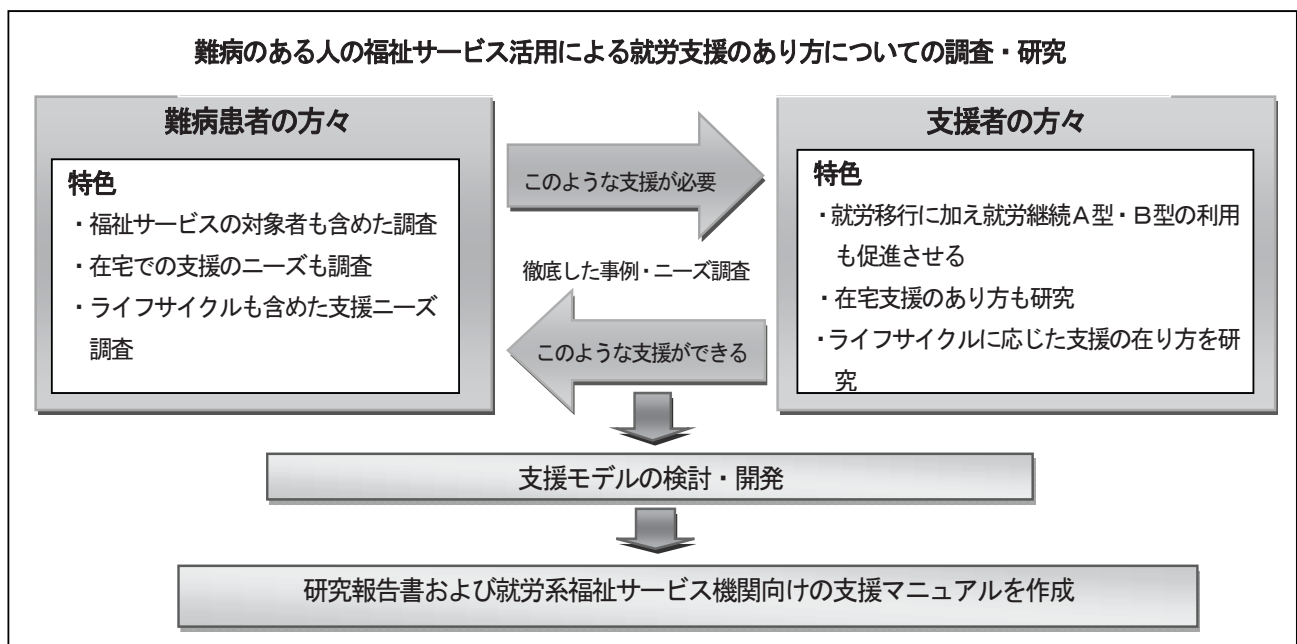 難病のある人の福祉サービス活用による就労支援のあり方についての調査・研究
難病患者の方々
特色
・福祉サービスの対象者も含めた調査
・在宅での支援のニーズも調査
・ライフサイクルも含めた支援ニーズ
調査
このような支援が必要
徹底した事例・ニーズ調査
このような支援ができる
支援者の方々
特色
・就労移行に加え就労継続A型・B型の利用
も促進させる
・在宅支援のあり方も研究
・ライフサイクルに応じた支援の在り方を研
究
支援モデルの検討・開発
研究報告書および就労系福祉サービス機関向けの支援マニュアルを作成